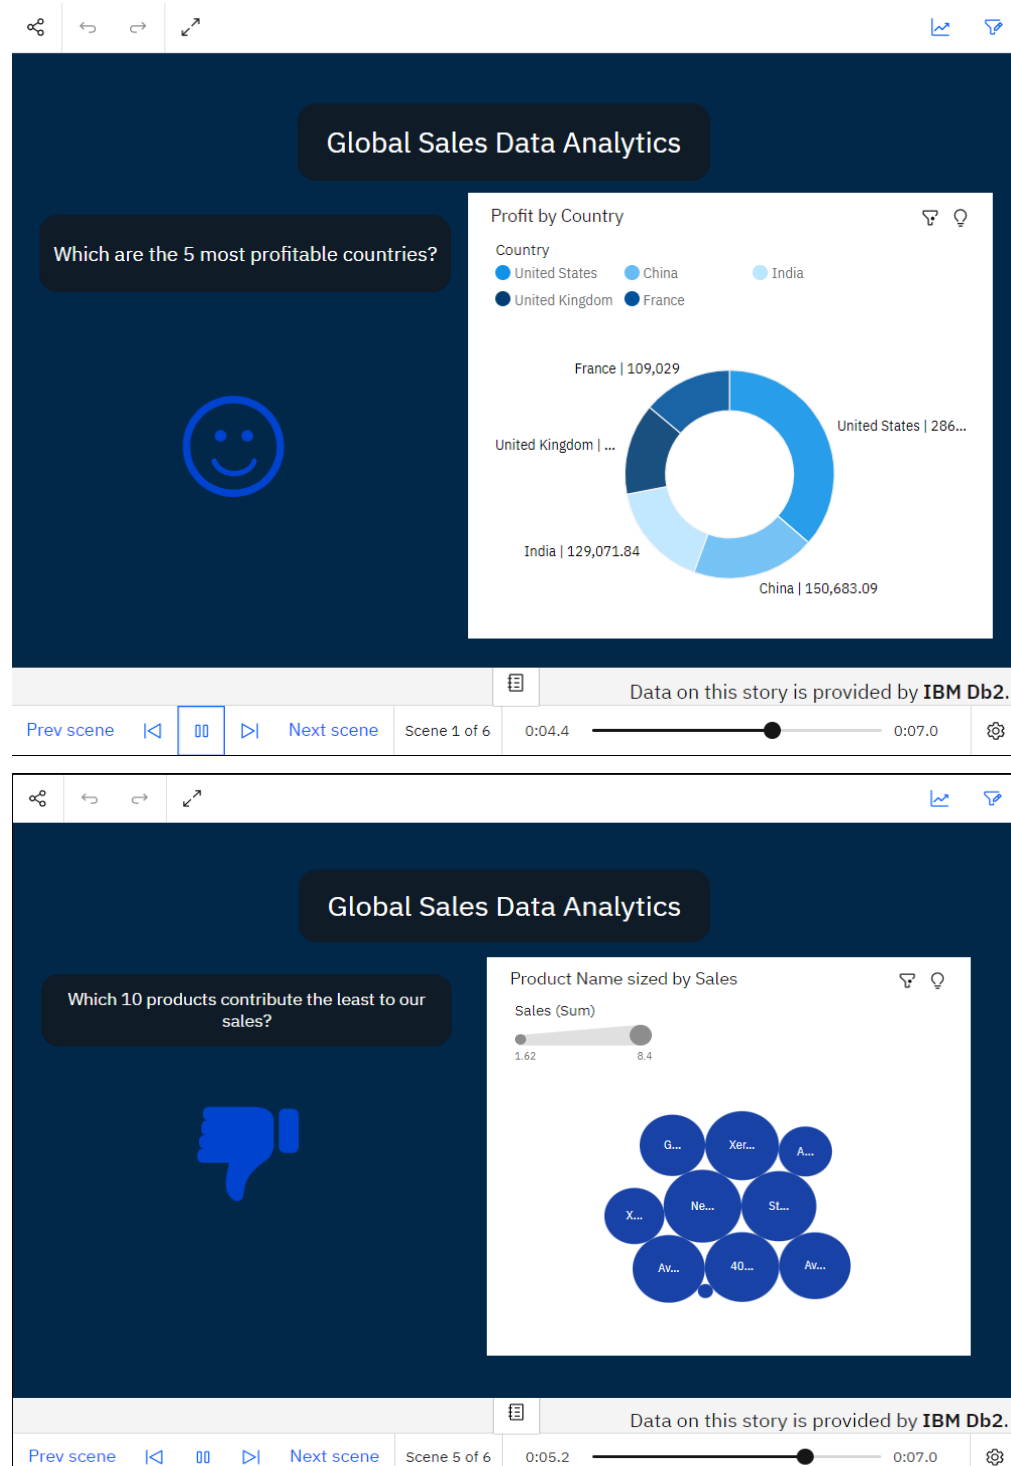 Global Sales Data Analytics
Which are the 5 most profitable countries?
Profit by Country
Country
United States China India
United Kingdom France
France | 109,029
United States | 286...
United Kingdom | ...
India | 129,071.84
China | 150,683.09
Data on this story is provided by IBM Db2.
Prev scene Next scene Scene 1 of 6 0:04.4 0:07.0
Global Sales Data Analytics
Which 10 products contribute the least to our
sales?
Product Name sized by Sales
Sales (Sum)
1.62 8.4
G... Xer... A...
X... Ne... St...
Av... 40... Av...
Data on this story is provided by IBM Db2.
Prev scene Next scene Scene 5 of 6 0:05.2 0:07.0